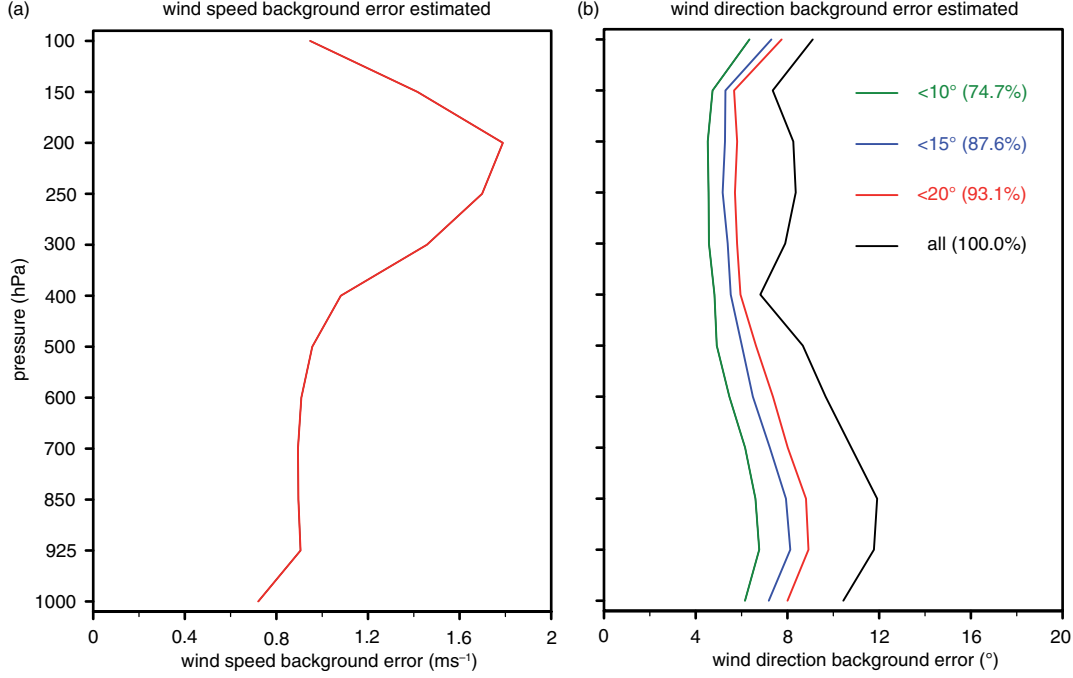 (a) wind speed background error estimated
100
150
200
250
300
400
500
600
700
850
925
1000
pressure (hPa)
0 0.4 0.8 1.2 1.6 2
wind speed background error (ms⁻¹)
(b) wind direction background error estimated
<10° (74.7%)
<15° (87.6%)
<20° (93.1%)
all (100.0%)
0 4 8 12 16 20
wind direction background error (°)